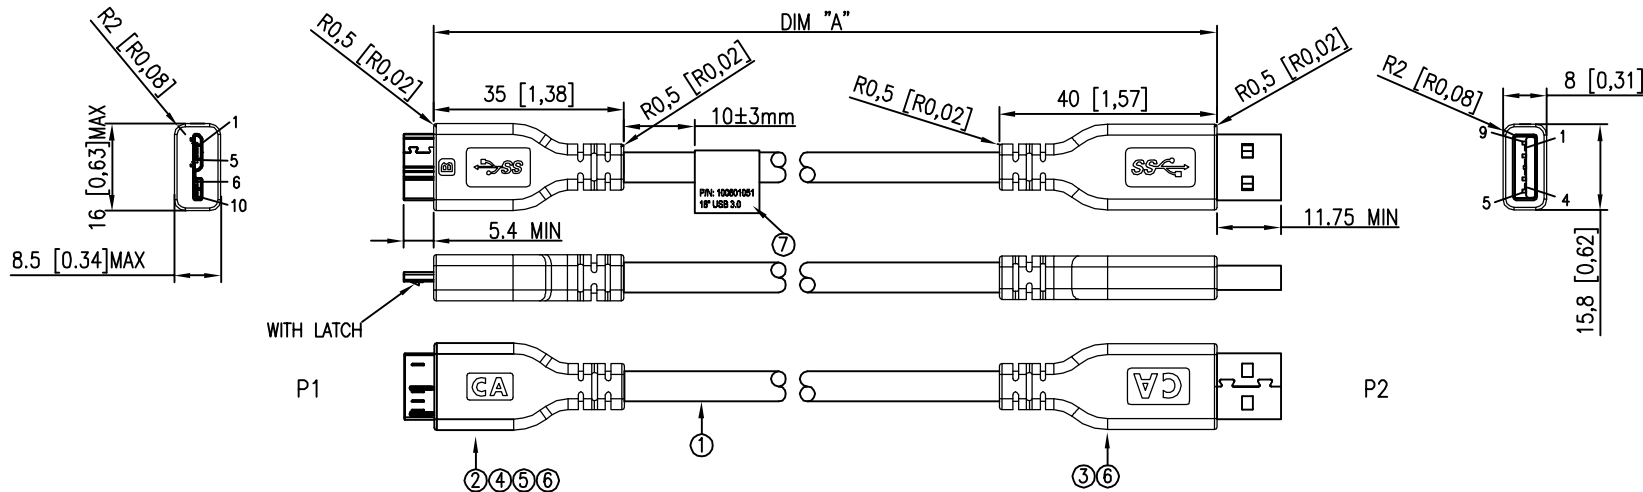 DIM "A"
R2 [R0,08]
R0,5 [R0,02]
35 [1,38]
R0,5 [R0,02]
10±3mm
R0,5 [R0,02]
40 [1,57]
R0,5 [R0,02]
R2 [R0,08]
8 [0,31]
16 [0,63]MAX
1
5
6
10
8.5 [0.34]MAX
B
SS
P/N: 100601051
18" USB 3.0
SS
9
1
5
4
15,8 [0,62]
5.4 MIN
7
11.75 MIN
WITH LATCH
P1
CA
CA
P2
1
2 4 5 6
3 6